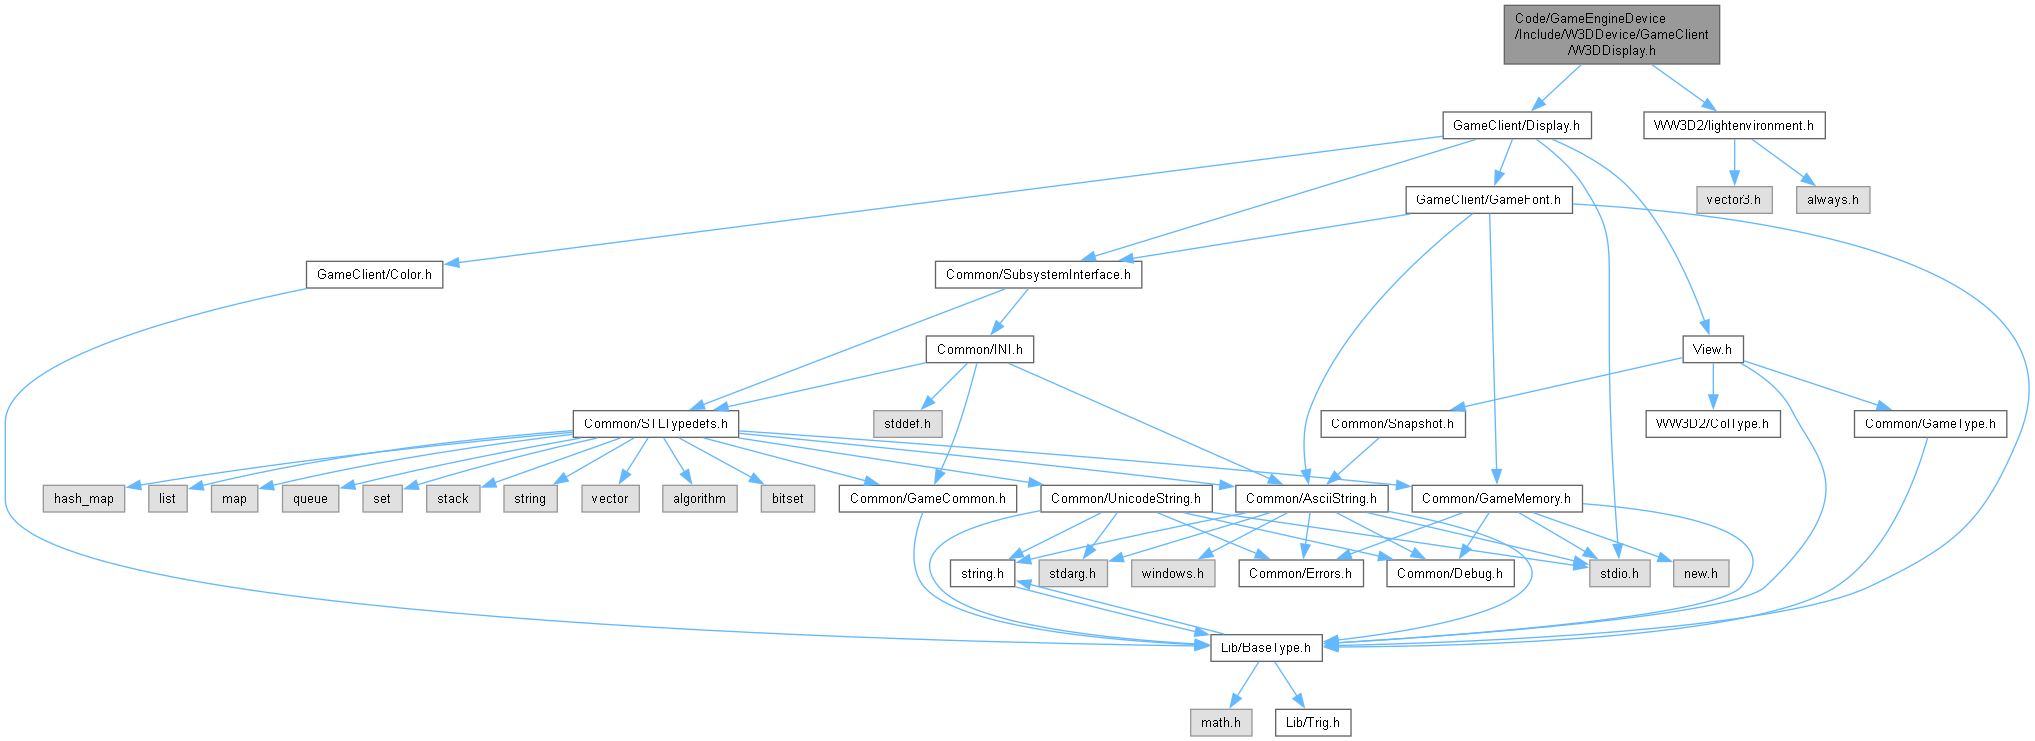 Code/GameEngineDevice
/Include/W3DDevice/GameClient
/W3DDisplay.h
GameClient/Display.h
WW3D2/lightenvironment.h
GameClient/GameFont.h
vector3.h
always.h
GameClient/Color.h
Common/SubsystemInterface.h
Common/INI.h
View.h
Common/STLTypedefs.h
stddef.h
Common/Snapshot.h
WW3D2/ColType.h
Common/GameType.h
hash_map
list
map
queue
set
stack
string
vector
algorithm
bitset
Common/GameCommon.h
Common/UnicodeString.h
Common/AsciiString.h
Common/GameMemory.h
string.h
stdarg.h
windows.h
Common/Errors.h
Common/Debug.h
stdio.h
new.h
Lib/BaseType.h
math.h
Lib/Trig.h